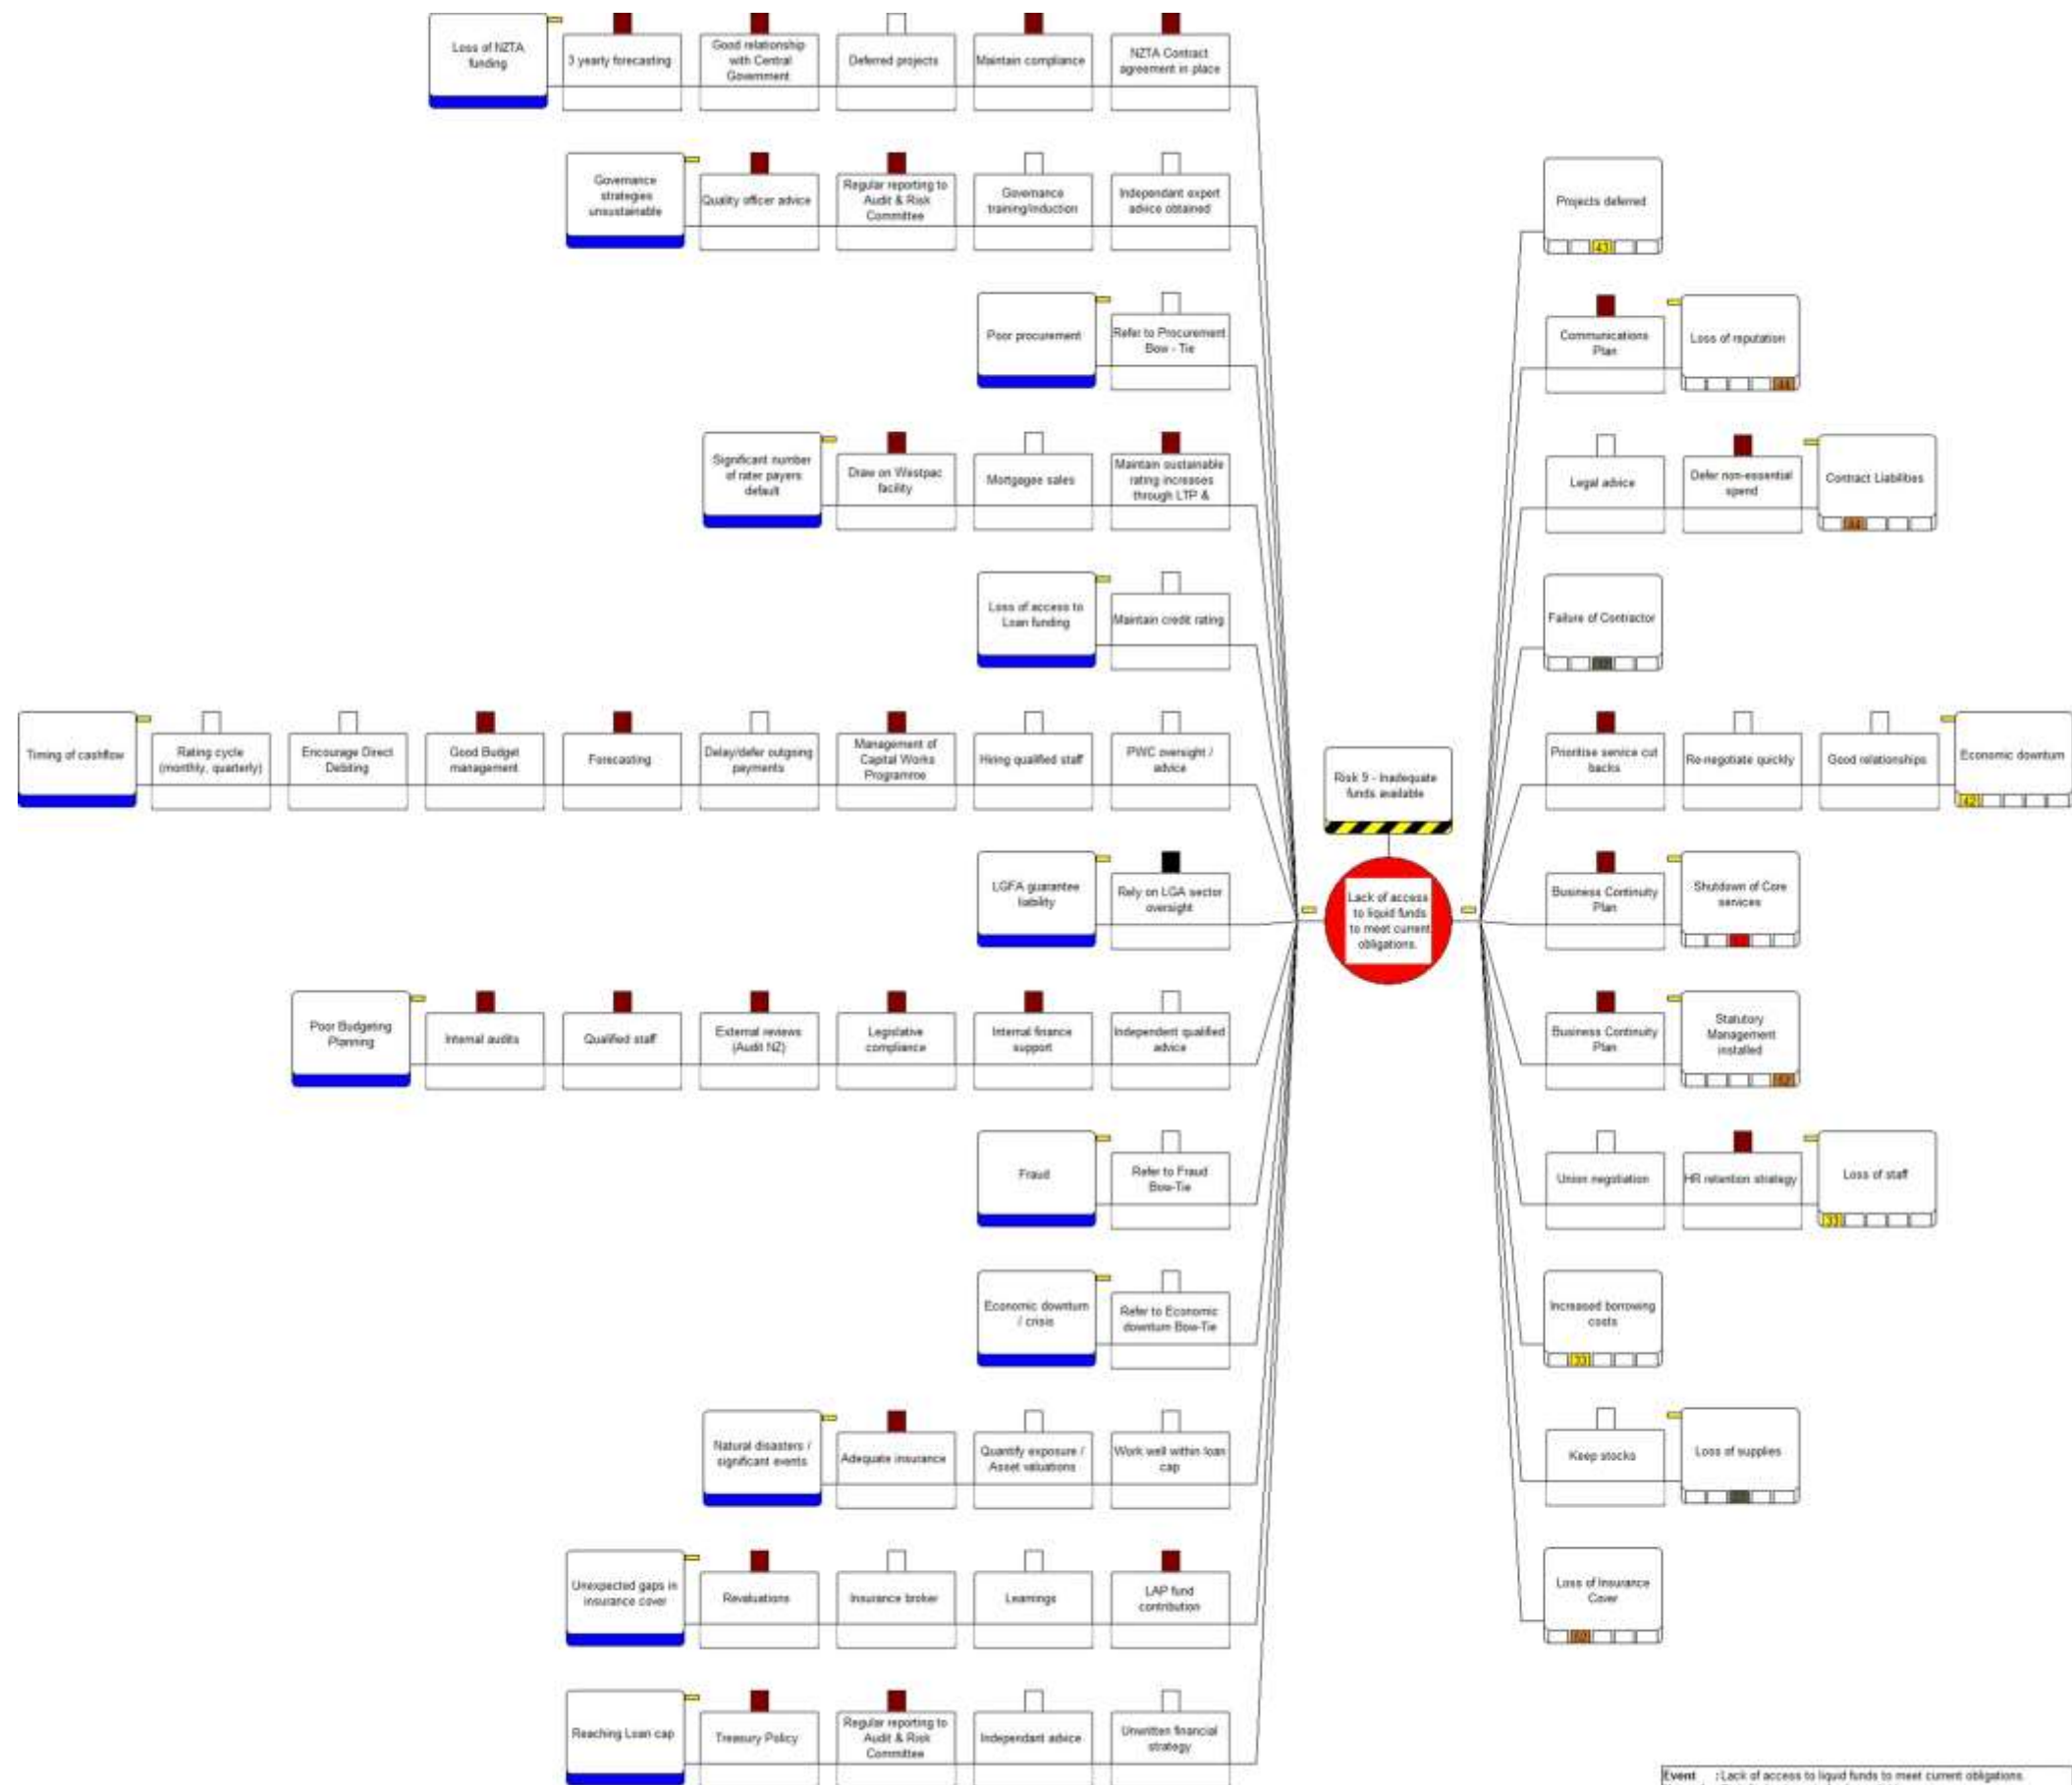 Loss of NZTA
funding
3 yearly forecasting
Good relationship
with Central
Government
Deferred projects
Maintain compliance
NZTA Contract
agreement in place
Governance
strategies
unsustainable
Quality officer advice
Regular reporting to
Audit & Risk
Committee
Governance
training/induction
Independant expert
advice obtained
Projects deferred
43
Poor procurement
Refer to Procurement
Bow - Tie
Communications
Plan
Loss of reputation
44
Significant number
of rater payers
default
Draw on Westpac
facility
Mortgagee sales
Maintain sustainable
rating increases
through LTP &
Legal advice
Defer non-essential
spend
Contract Liabilities
44
Loss of access to
Loan funding
Maintain credit rating
Failure of Contractor
Timing of cashflow
Rating cycle
(monthly, quarterly)
Encourage Direct
Debiting
Good Budget
management
Forecasting
Delay/defer outgoing
payments
Management of
Capital Works
Programme
Hiring qualified staff
PWC oversight /
advice
Risk 9 - Inadequate
funds available
Prioritise service cut
backs
Re-negotiate quickly
Good relationships
Economic downturn
42
LGFA guarantee
liability
Rely on LGA sector
oversight
Lack of access
to liquid funds
to meet current
obligations.
Business Continuity
Plan
Shutdown of Core
services
Poor Budgeting
Planning
Internal audits
Qualified staff
External reviews
(Audit NZ)
Legislative
compliance
Internal finance
support
Independent qualified
advice
Business Continuity
Plan
Statutory
Management
installed
52
Fraud
Refer to Fraud
Bow-Tie
Union negotiation
HR retention strategy
Loss of staff
33
Economic downturn
/ crisis
Refer to Economic
downturn Bow-Tie
Increased borrowing
costs
33
Natural disasters /
significant events
Adequate insurance
Quantify exposure /
Asset valuations
Work well within loan
cap
Keep stocks
Loss of supplies
Unexpected gaps in
insurance cover
Revaluations
Insurance broker
Learnings
LAP fund
contribution
Loss of Insurance
Cover
52
Reaching Loan cap
Treasury Policy
Regular reporting to
Audit & Risk
Committee
Independant advice
Unwritten financial
strategy
Event : Lack of access to liquid funds to meet current obligations.